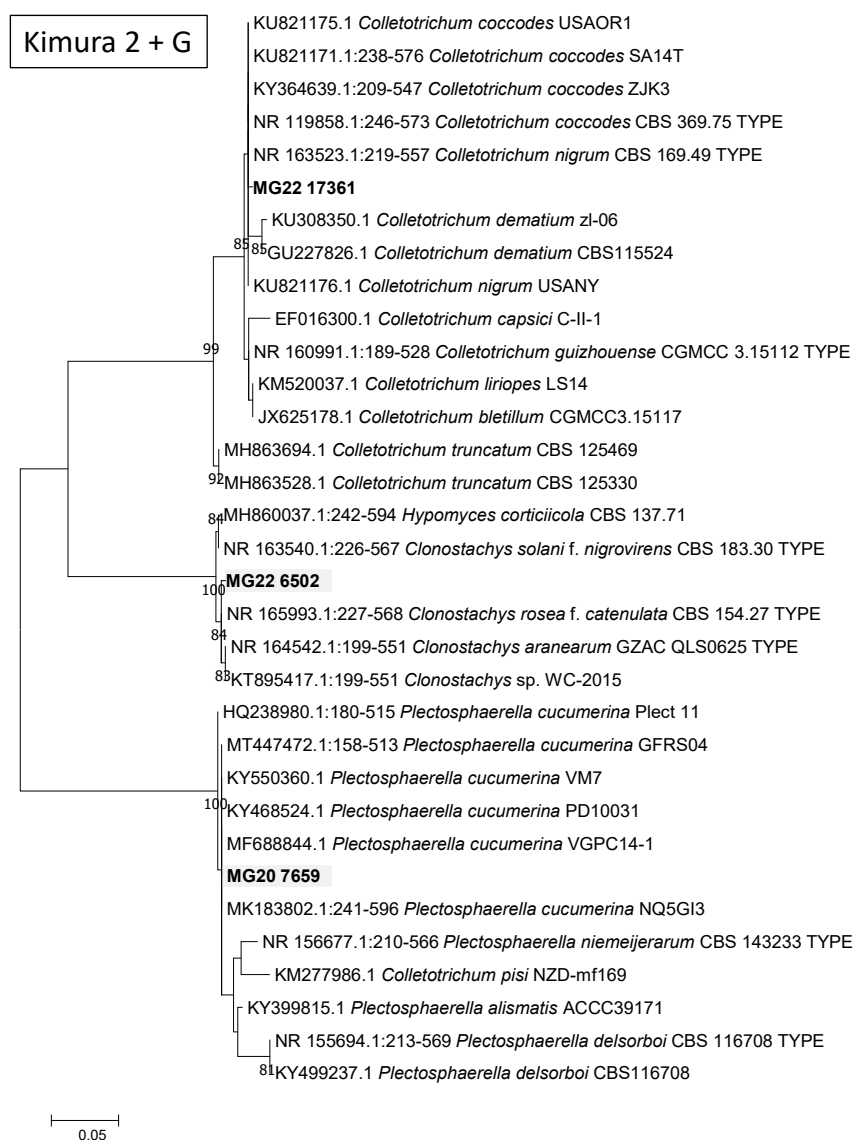 Kimura 2 + G
KU821175.1 Colletotrichum coccodes USAOR1
KU821171.1:238-576 Colletotrichum coccodes SA14T
KY364639.1:209-547 Colletotrichum coccodes ZJK3
NR 119858.1:246-573 Colletotrichum coccodes CBS 369.75 TYPE
NR 163523.1:219-557 Colletotrichum nigrum CBS 169.49 TYPE
MG22 17361
KU308350.1 Colletotrichum dematium zl-06
85
85
GU227826.1 Colletotrichum dematium CBS115524
KU821176.1 Colletotrichum nigrum USANY
EF016300.1 Colletotrichum capsici C-II-1
99
NR 160991.1:189-528 Colletotrichum guizhouense CGMCC 3.15112 TYPE
KM520037.1 Colletotrichum liriopes LS14
JX625178.1 Colletotrichum bletillum CGMCC3.15117
MH863694.1 Colletotrichum truncatum CBS 125469
92
MH863528.1 Colletotrichum truncatum CBS 125330
84
MH860037.1:242-594 Hypomyces corticiicola CBS 137.71
NR 163540.1:226-567 Clonostachys solani f. nigrovirens CBS 183.30 TYPE
MG22 6502
100
NR 165993.1:227-568 Clonostachys rosea f. catenulata CBS 154.27 TYPE
84
NR 164542.1:199-551 Clonostachys aranearum GZAC QLS0625 TYPE
83
KT895417.1:199-551 Clonostachys sp. WC-2015
HQ238980.1:180-515 Plectosphaerella cucumerina Plect 11
MT447472.1:158-513 Plectosphaerella cucumerina GFRS04
KY550360.1 Plectosphaerella cucumerina VM7
100
KY468524.1 Plectosphaerella cucumerina PD10031
MF688844.1 Plectosphaerella cucumerina VGPC14-1
MG20 7659
MK183802.1:241-596 Plectosphaerella cucumerina NQ5GI3
NR 156677.1:210-566 Plectosphaerella niemeijerarum CBS 143233 TYPE
KM277986.1 Colletotrichum pisi NZD-mf169
KY399815.1 Plectosphaerella alismatis ACCC39171
NR 155694.1:213-569 Plectosphaerella delsorboi CBS 116708 TYPE
81
KY499237.1 Plectosphaerella delsorboi CBS116708
0.05